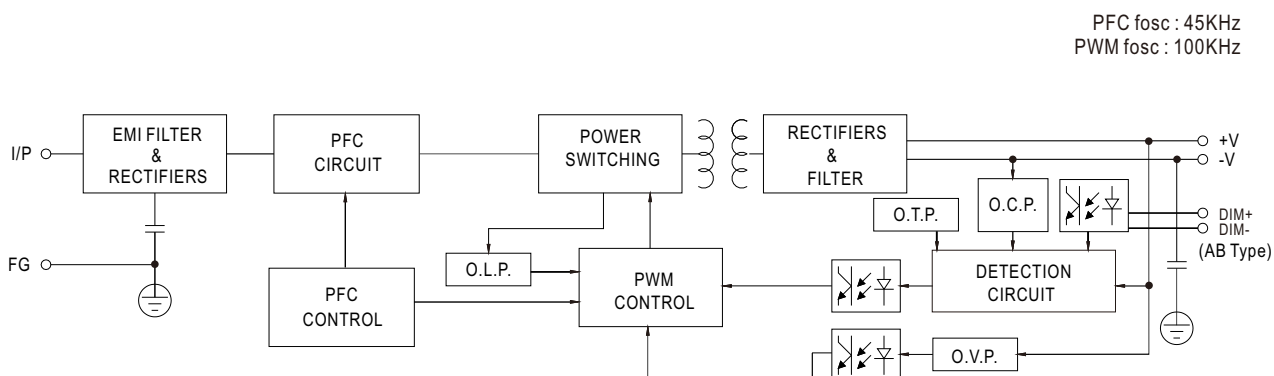 PFC fosc : 45KHz
PWM fosc : 100KHz
I/P
EMI FILTER
&
RECTIFIERS
PFC
CIRCUIT
POWER
SWITCHING
RECTIFIERS
&
FILTER
+V
-V
O.T.P.
O.C.P.
DIM+
DIM-
(AB Type)
FG
O.L.P.
PFC
CONTROL
PWM
CONTROL
DETECTION
CIRCUIT
O.V.P.